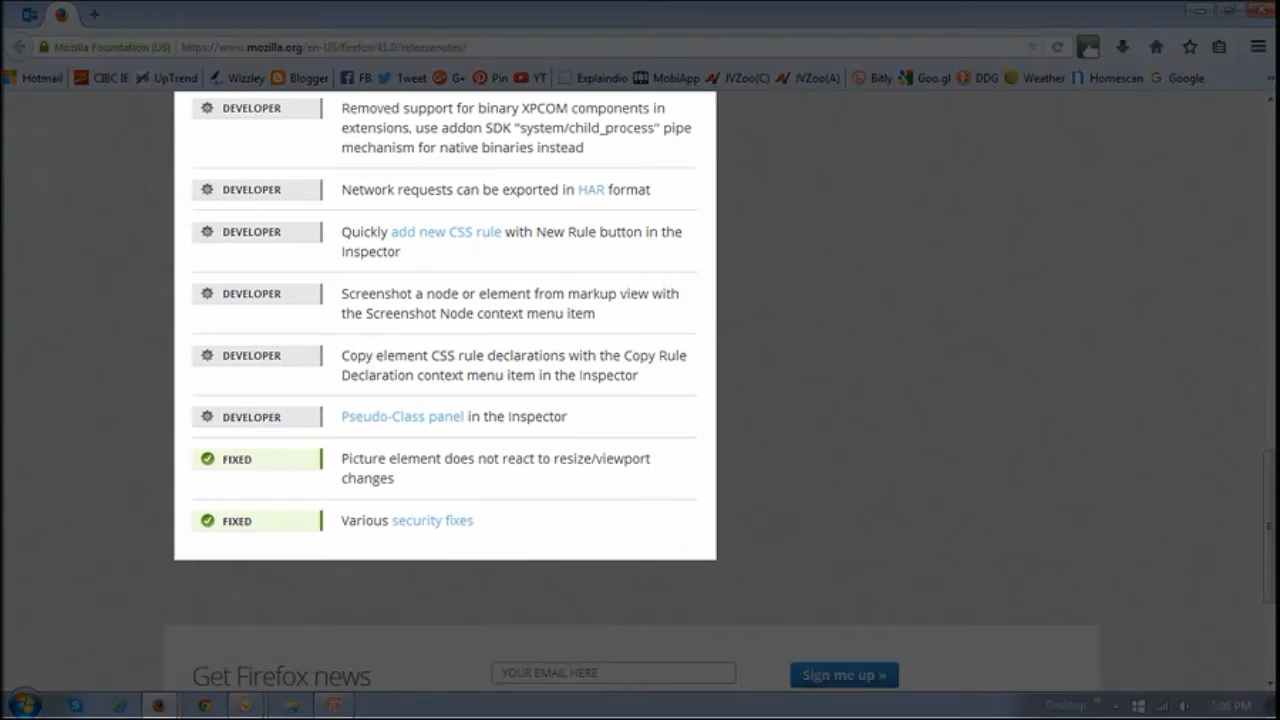 Mozilla Foundation (US) https://www.mozilla.org/en-US/firefox/41.0/releasenotes/
Hotmail CIBC IE UpTrend Wizzley Blogger FB Tweet G+ Pin YT Explaindio MobiApp JVZoo(C) JVZoo(A) Bitly Goo.gl DDG Weather Homescan Google
DEVELOPER
Removed support for binary XPCOM components in
extensions, use addon SDK "system/child_process" pipe
mechanism for native binaries instead
DEVELOPER
Network requests can be exported in HAR format
DEVELOPER
Quickly add new CSS rule with New Rule button in the
Inspector
DEVELOPER
Screenshot a node or element from markup view with
the Screenshot Node context menu item
DEVELOPER
Copy element CSS rule declarations with the Copy Rule
Declaration context menu item in the Inspector
DEVELOPER
Pseudo-Class panel in the Inspector
FIXED
Picture element does not react to resize/viewport
changes
FIXED
Various security fixes
Get Firefox news
YOUR EMAIL HERE
Sign me up »
Desktop
5:06 PM